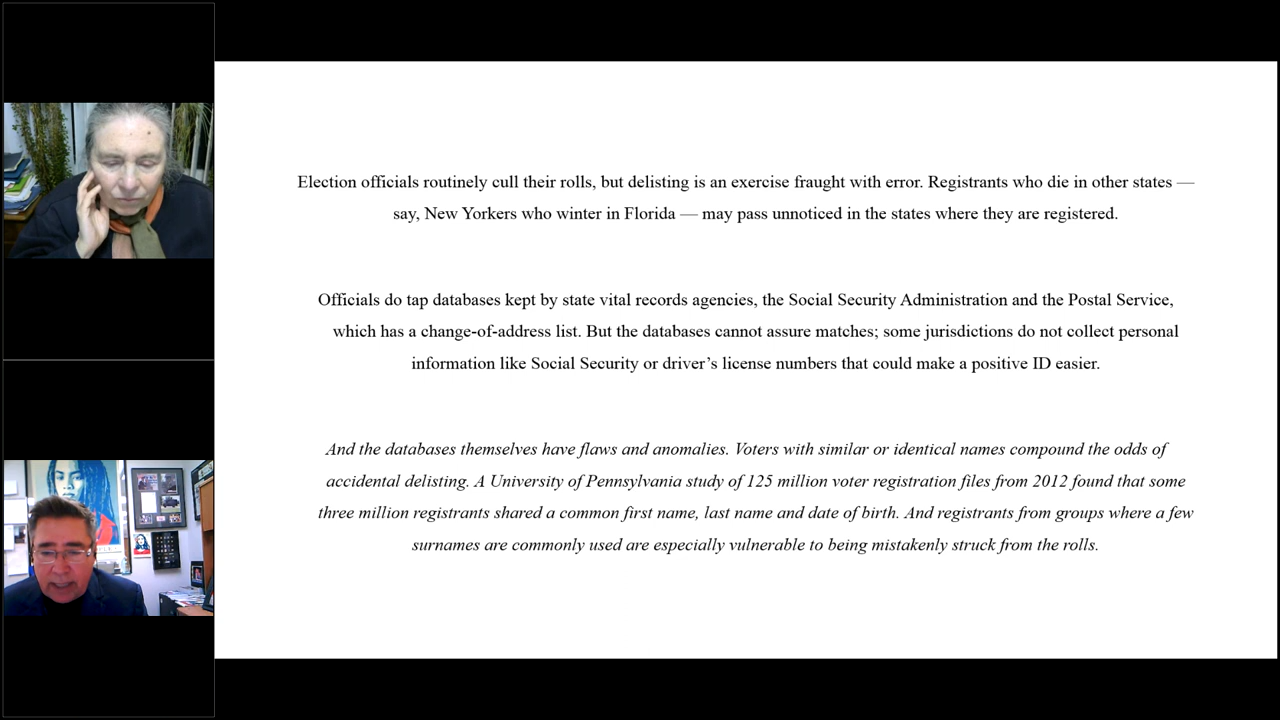 Election officials routinely cull their rolls, but delisting is an exercise fraught with error. Registrants who die in other states —
say, New Yorkers who winter in Florida — may pass unnoticed in the states where they are registered.
Officials do tap databases kept by state vital records agencies, the Social Security Administration and the Postal Service,
which has a change-of-address list. But the databases cannot assure matches; some jurisdictions do not collect personal
information like Social Security or driver’s license numbers that could make a positive ID easier.
And the databases themselves have flaws and anomalies. Voters with similar or identical names compound the odds of
accidental delisting. A University of Pennsylvania study of 125 million voter registration files from 2012 found that some
three million registrants shared a common first name, last name and date of birth. And registrants from groups where a few
surnames are commonly used are especially vulnerable to being mistakenly struck from the rolls.